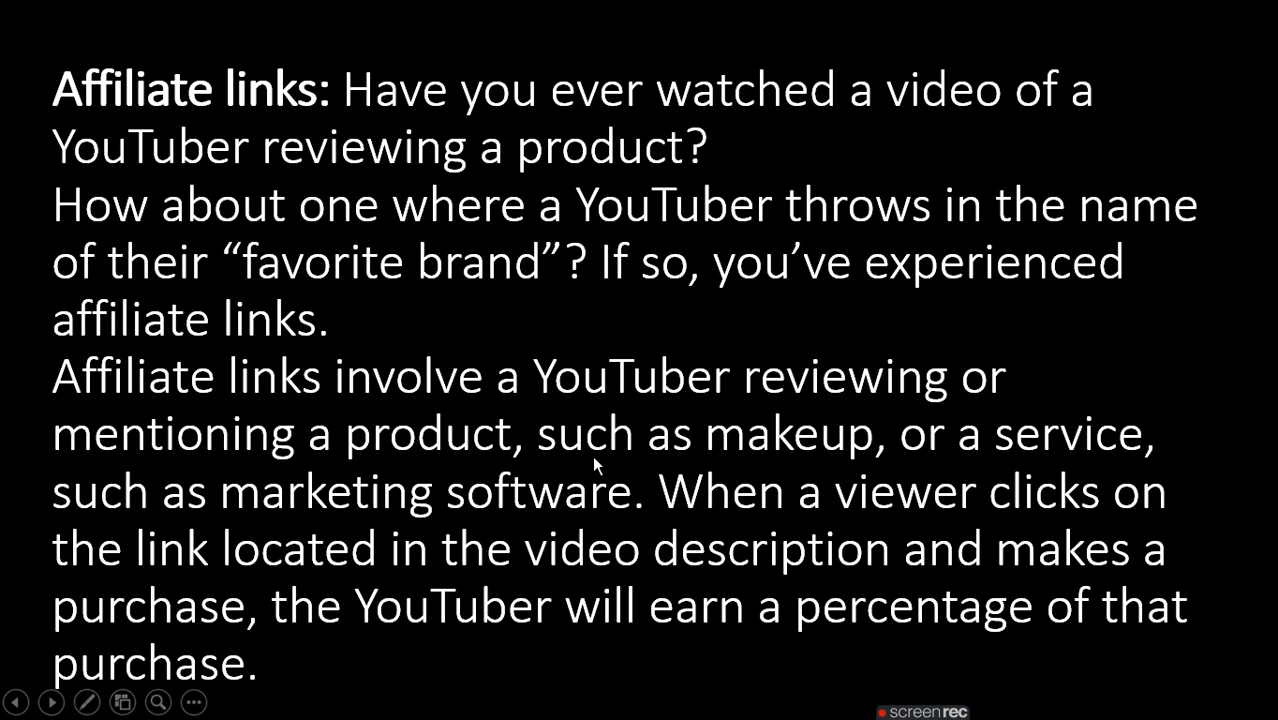 Affiliate links: Have you ever watched a video of a
YouTuber reviewing a product?
How about one where a YouTuber throws in the name
of their “favorite brand”? If so, you’ve experienced
affiliate links.
Affiliate links involve a YouTuber reviewing or
mentioning a product, such as makeup, or a service,
such as marketing software. When a viewer clicks on
the link located in the video description and makes a
purchase, the YouTuber will earn a percentage of that
purchase.
screenrec